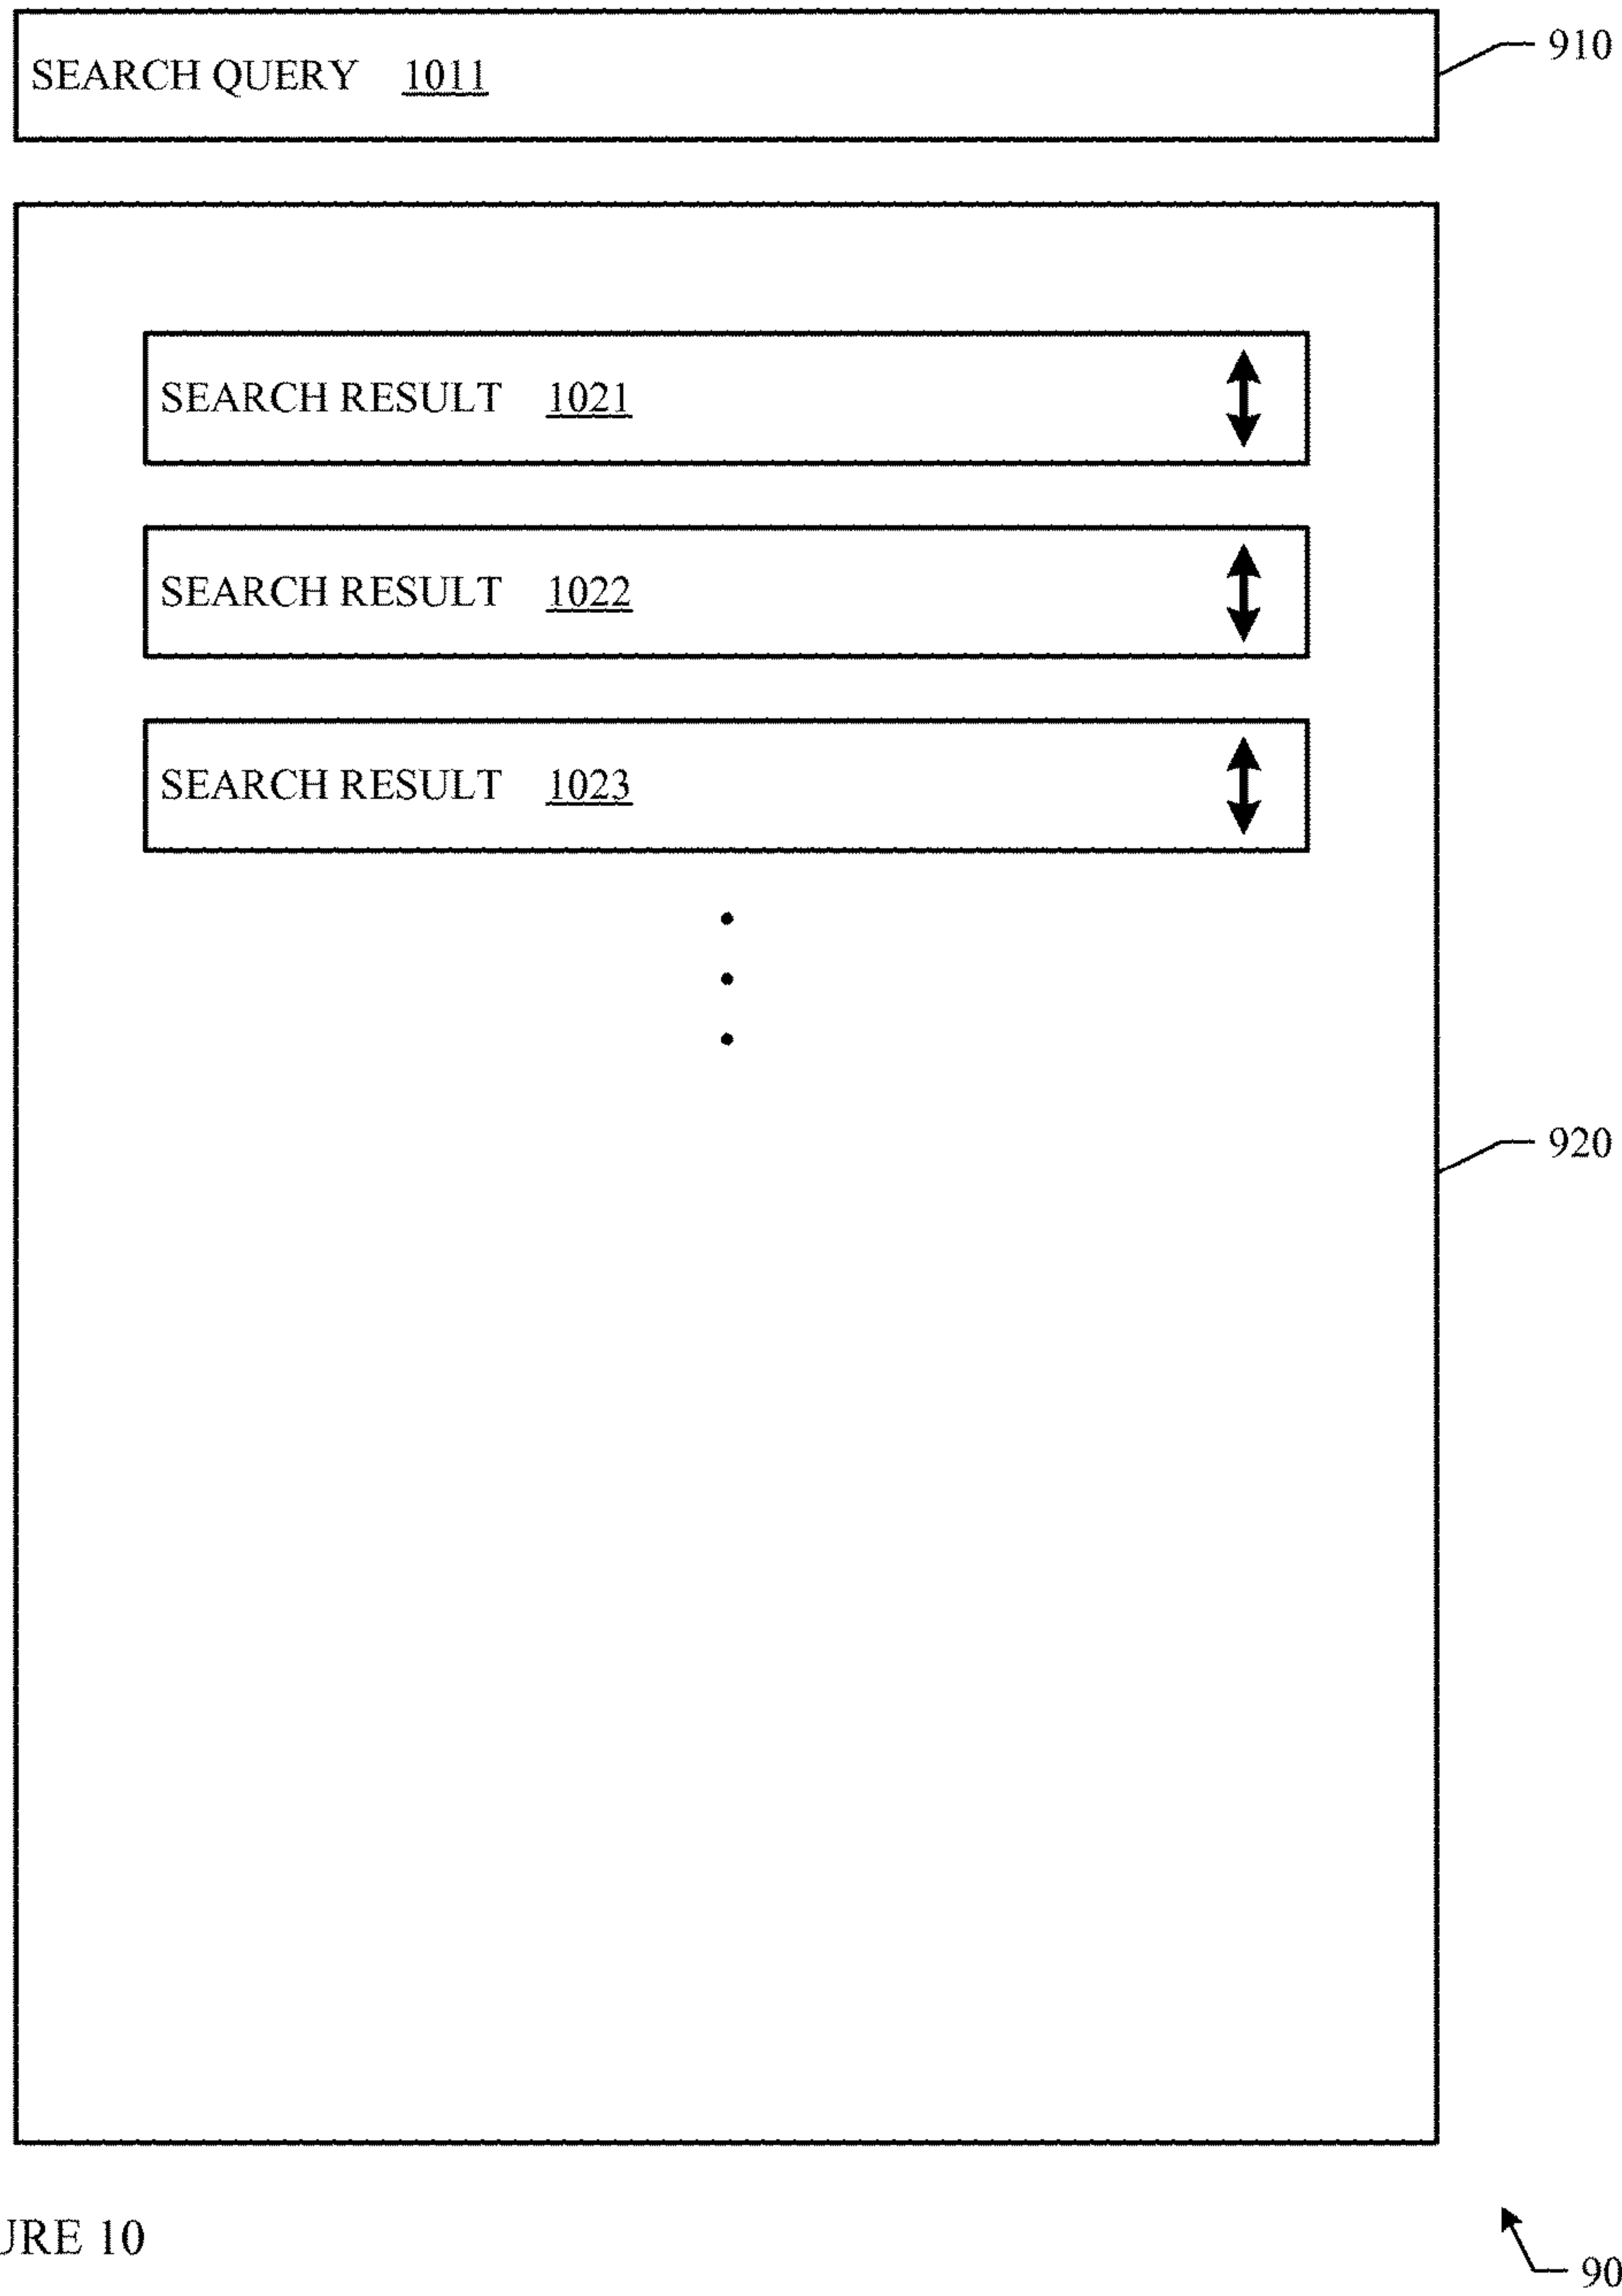 SEARCH QUERY 1011
910
SEARCH RESULT 1021
SEARCH RESULT 1022
SEARCH RESULT 1023
920
URE 10
90